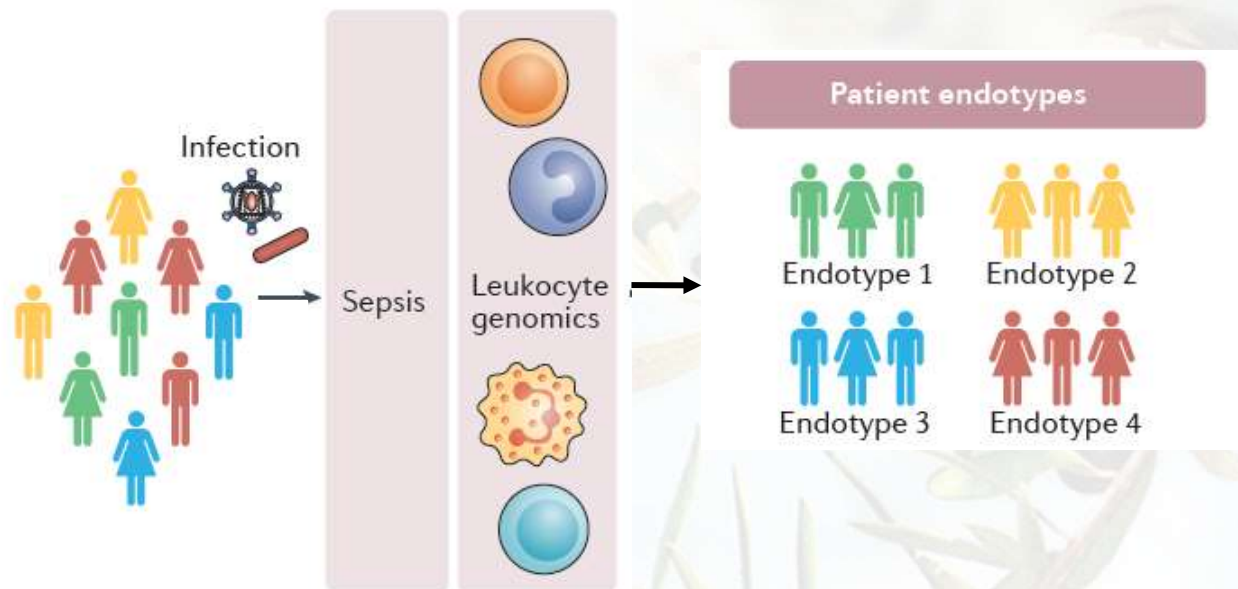 Infection
Sepsis
Leukocyte
genomics
Patient endotypes
Endotype 1
Endotype 2
Endotype 3
Endotype 4